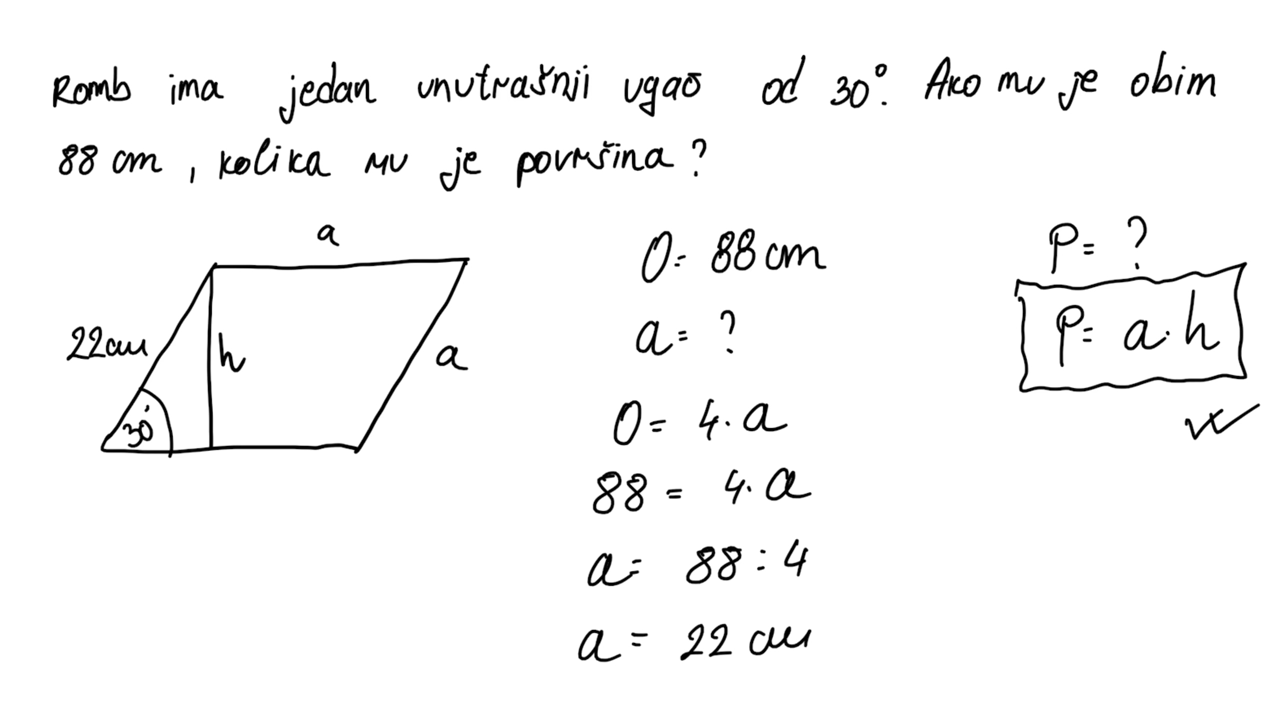 Romb ima jedan unutrašnji ugao od 30°. Ako mu je obim
88 cm, kolika mu je površina?
a
22cm
h
a
30°
O= 88 cm
a= ?
O= 4·a
88 = 4·a
a= 88:4
a= 22 cm
P= ?
P= a·h